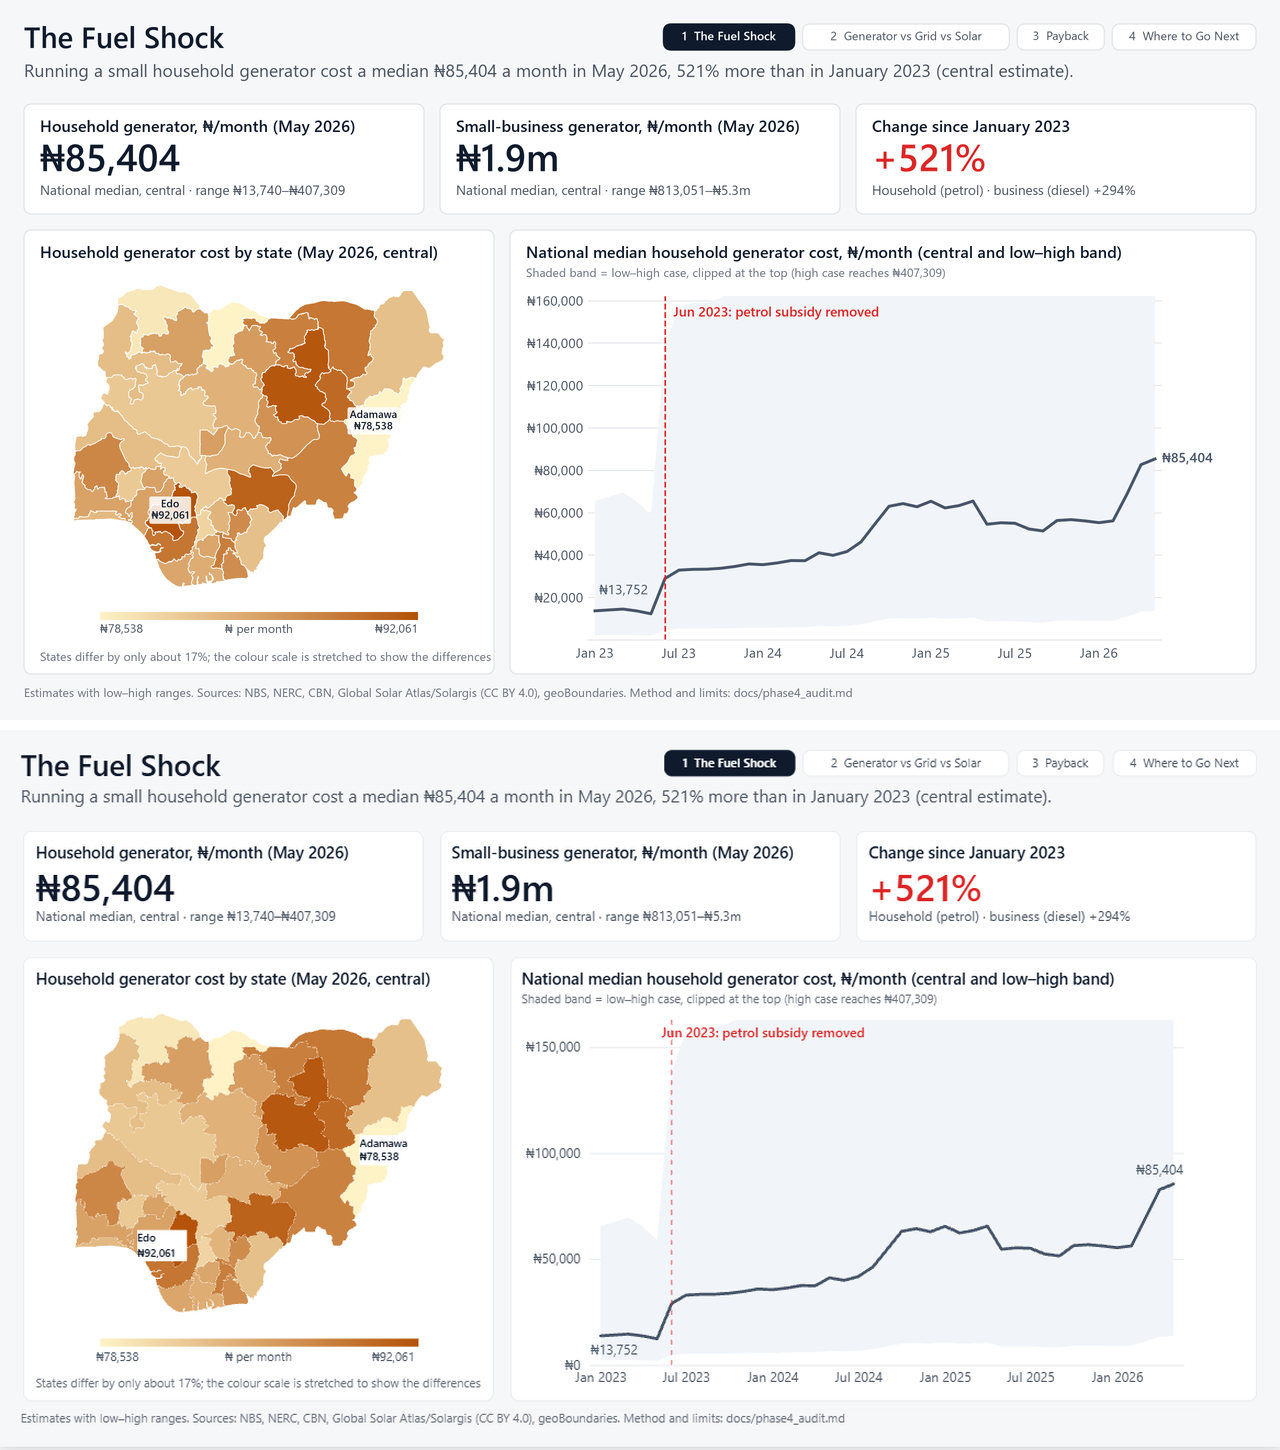 The Fuel Shock
1 The Fuel Shock
2 Generator vs Grid vs Solar
3 Payback
4 Where to Go Next
Running a small household generator cost a median ₦85,404 a month in May 2026, 521% more than in January 2023 (central estimate).
Household generator, ₦/month (May 2026)
₦85,404
National median, central · range ₦13,740–₦407,309
Small-business generator, ₦/month (May 2026)
₦1.9m
National median, central · range ₦813,051–₦5.3m
Change since January 2023
+521%
Household (petrol) · business (diesel) +294%
Household generator cost by state (May 2026, central)
Adamawa
₦78,538
Edo
₦92,061
₦78,538
₦ per month
₦92,061
States differ by only about 17%; the colour scale is stretched to show the differences
National median household generator cost, ₦/month (central and low–high band)
Shaded band = low–high case, clipped at the top (high case reaches ₦407,309)
₦160,000
Jun 2023: petrol subsidy removed
₦140,000
₦120,000
₦100,000
₦80,000
₦85,404
₦60,000
₦40,000
₦13,752
₦20,000
Jan 23
Jul 23
Jan 24
Jul 24
Jan 25
Jul 25
Jan 26
Estimates with low–high ranges. Sources: NBS, NERC, CBN, Global Solar Atlas/Solargis (CC BY 4.0), geoBoundaries. Method and limits: docs/phase4_audit.md
The Fuel Shock
1 The Fuel Shock
2 Generator vs Grid vs Solar
3 Payback
4 Where to Go Next
Running a small household generator cost a median ₦85,404 a month in May 2026, 521% more than in January 2023 (central estimate).
Household generator, ₦/month (May 2026)
₦85,404
National median, central · range ₦13,740–₦407,309
Small-business generator, ₦/month (May 2026)
₦1.9m
National median, central · range ₦813,051–₦5.3m
Change since January 2023
+521%
Household (petrol) · business (diesel) +294%
Household generator cost by state (May 2026, central)
Adamawa
₦78,538
Edo
₦92,061
₦78,538
₦ per month
₦92,061
States differ by only about 17%; the colour scale is stretched to show the differences
National median household generator cost, ₦/month (central and low–high band)
Shaded band = low–high case, clipped at the top (high case reaches ₦407,309)
Jun 2023: petrol subsidy removed
₦150,000
₦100,000
₦85,404
₦50,000
₦13,752
₦0
Jan 2023
Jul 2023
Jan 2024
Jul 2024
Jan 2025
Jul 2025
Jan 2026
Estimates with low–high ranges. Sources: NBS, NERC, CBN, Global Solar Atlas/Solargis (CC BY 4.0), geoBoundaries. Method and limits: docs/phase4_audit.md